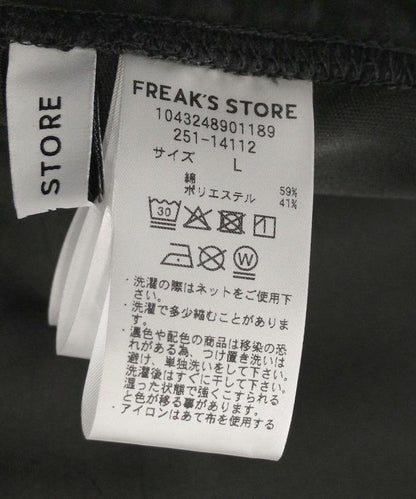 STORE
FREAK'S STORE
1043248901189
251-14112
サイズ L
綿 59%
ポリエステル 41%
30
W
・洗濯の際はネットをご使用下
さい。
・洗濯で多少縮むことがありま
す。
・濃色や配色の商品は移染の恐
れがある為、つけ置き洗いは
避け、単独洗いをして下さい。
洗濯後はすぐに干して下さい。
湿った状態で強くこすられる
と色が移る事があります。
・アイロンはあて布を使用する